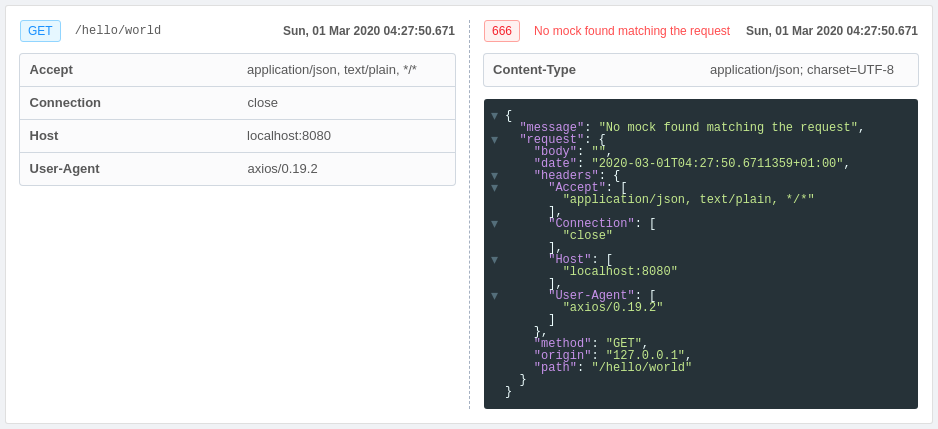 GET /hello/world Sun, 01 Mar 2020 04:27:50.671
Accept application/json, text/plain, */*
Connection close
Host localhost:8080
User-Agent axios/0.19.2
666 No mock found matching the request Sun, 01 Mar 2020 04:27:50.671
Content-Type application/json; charset=UTF-8
{
  "message": "No mock found matching the request",
  "request": {
    "body": "",
    "date": "2020-03-01T04:27:50.6711359+01:00",
    "headers": {
      "Accept": [
        "application/json, text/plain, */*"
      ],
      "Connection": [
        "close"
      ],
      "Host": [
        "localhost:8080"
      ],
      "User-Agent": [
        "axios/0.19.2"
      ]
    },
    "method": "GET",
    "origin": "127.0.0.1",
    "path": "/hello/world"
  }
}